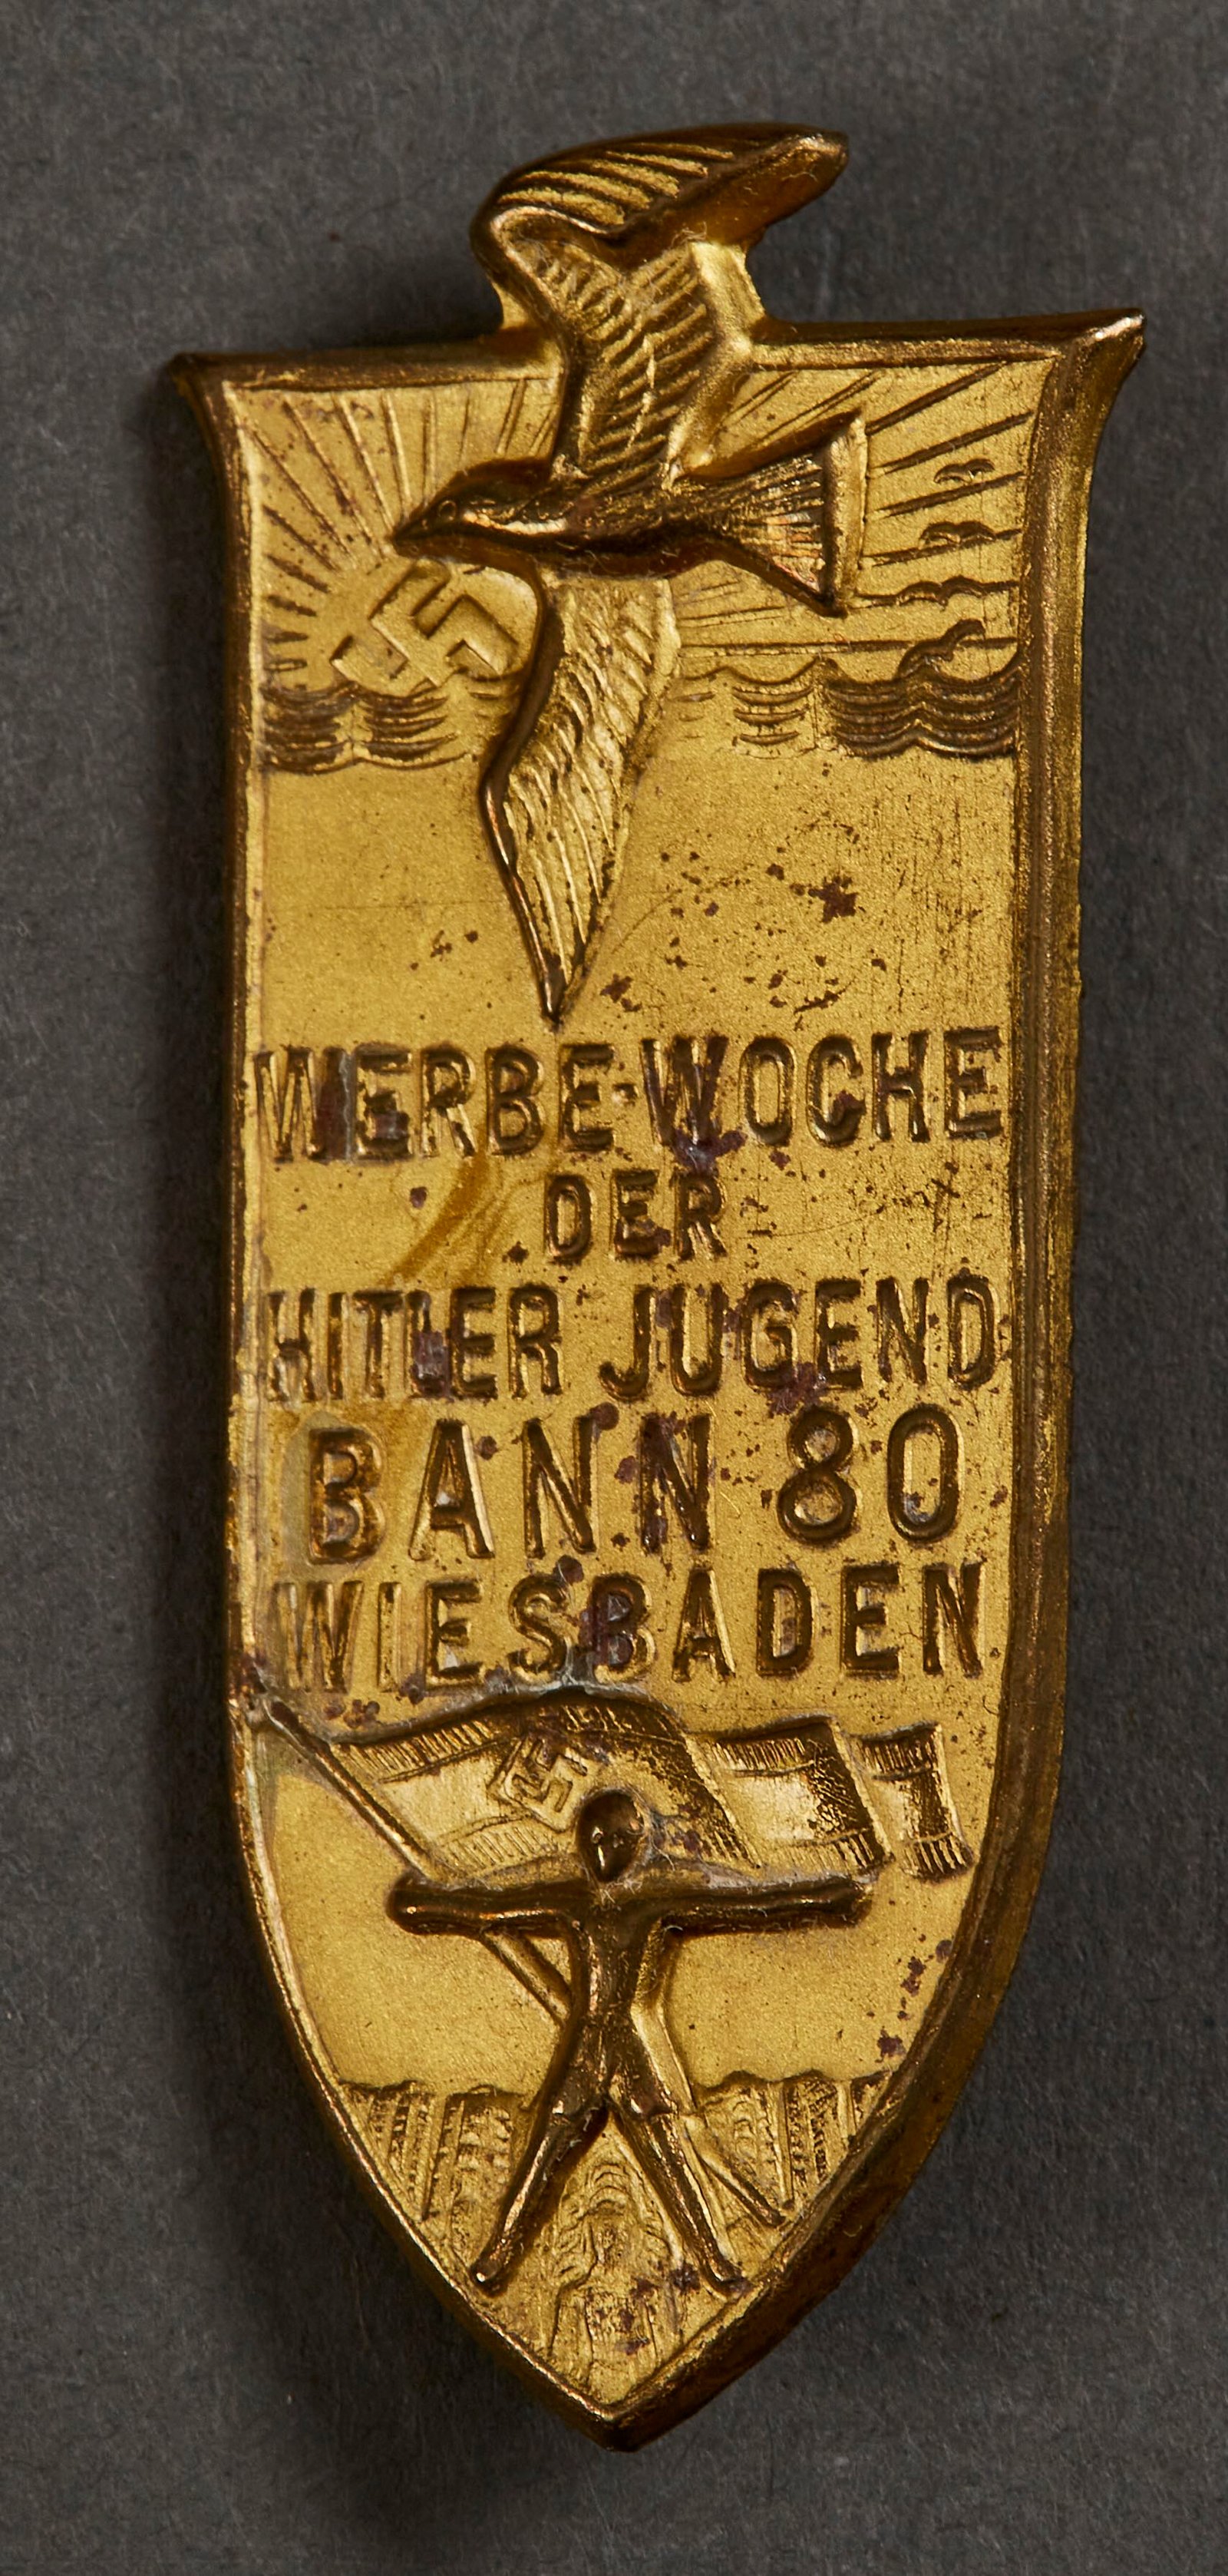 WERBE-WOCHE
DER
HITLER JUGEND
BANN 80
WIESBADEN